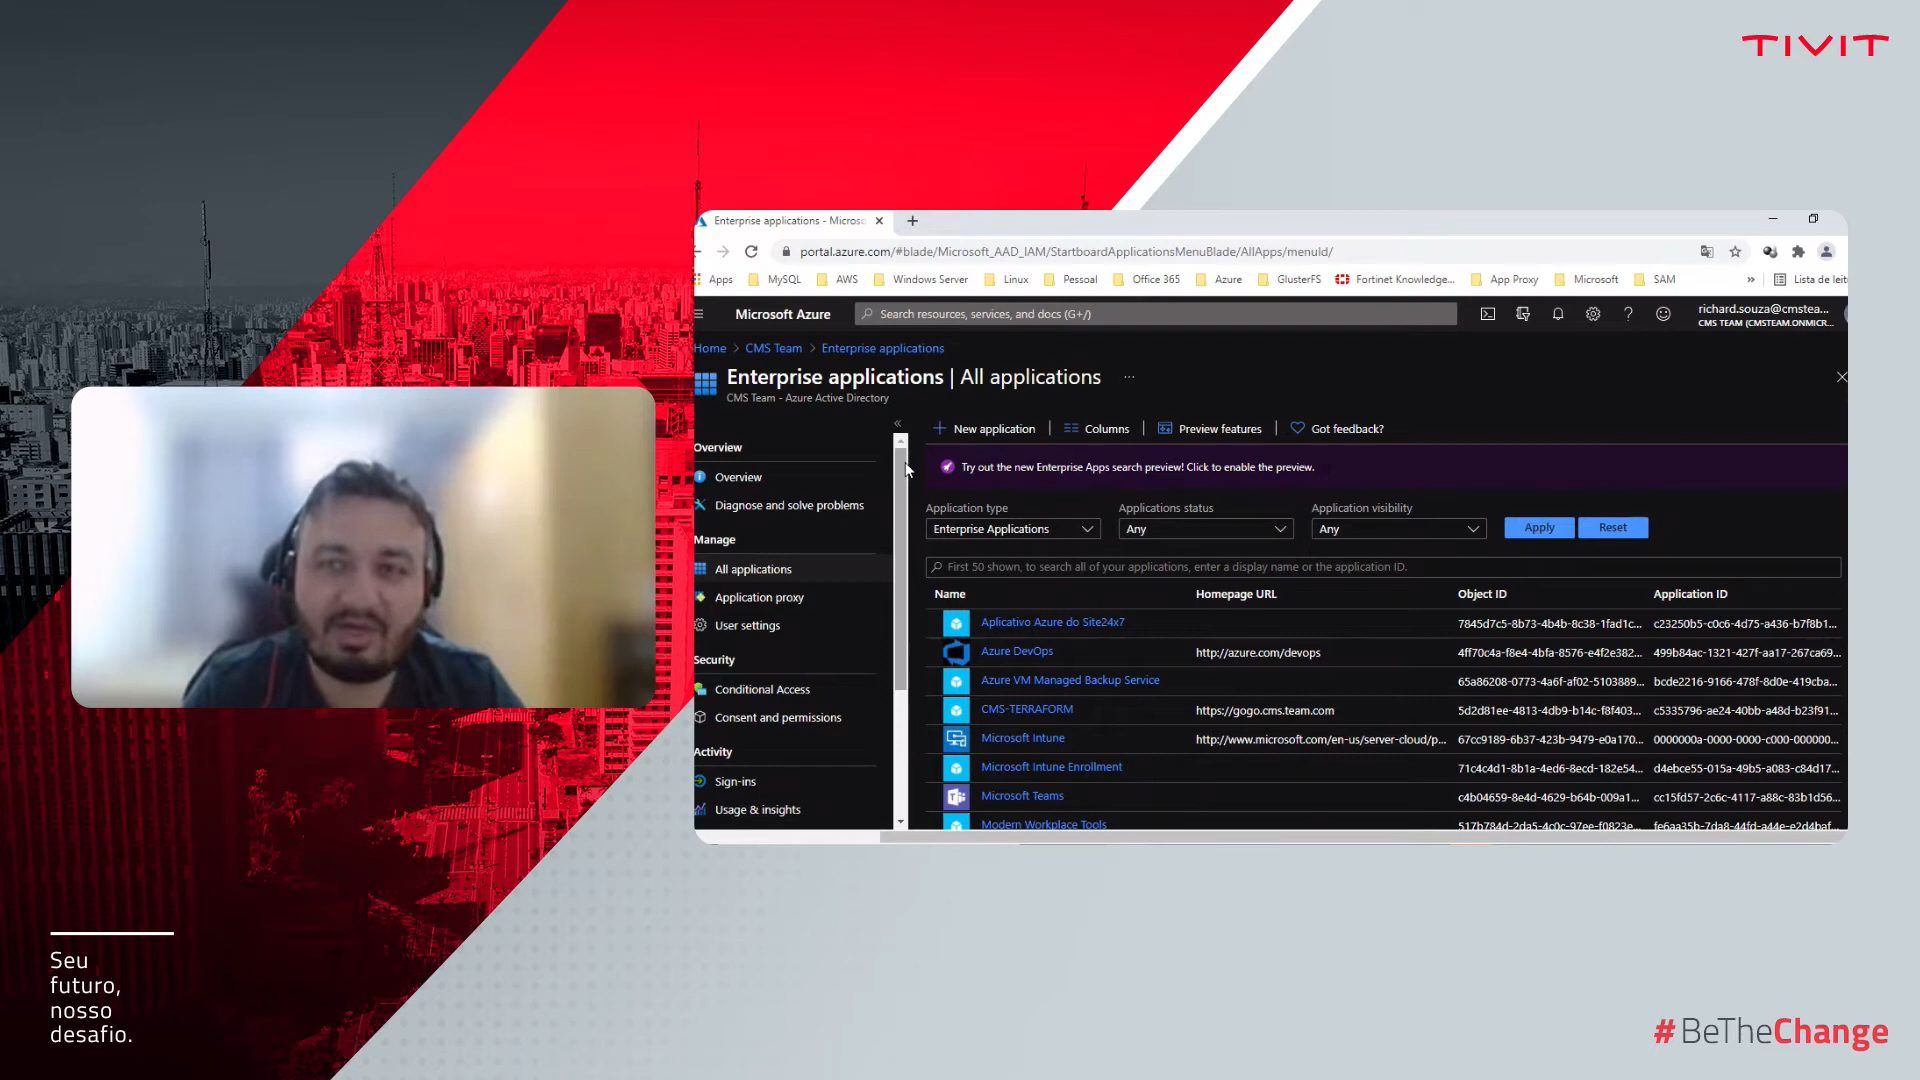 TIVIT
Enterprise applications - Microso
portal.azure.com/#blade/Microsoft_AAD_IAM/StartboardApplicationsMenuBlade/AllApps/menuId/
Apps MySQL AWS Windows Server Linux Pessoal Office 365 Azure GlusterFS Fortinet Knowledge... App Proxy Microsoft SAM » Lista de leit
Microsoft Azure
Search resources, services, and docs (G+/)
richard.souza@cmstea...
CMS TEAM (CMSTEAM.ONMICR...
Home > CMS Team > Enterprise applications
Enterprise applications | All applications ...
CMS Team - Azure Active Directory
Overview
Overview
Diagnose and solve problems
Manage
All applications
Application proxy
User settings
Security
Conditional Access
Consent and permissions
Activity
Sign-ins
Usage & insights
New application Columns Preview features Got feedback?
Try out the new Enterprise Apps search preview! Click to enable the preview.
Application type Applications status Application visibility
Enterprise Applications Any Any Apply Reset
First 50 shown, to search all of your applications, enter a display name or the application ID.
Name Homepage URL Object ID Application ID
Aplicativo Azure do Site24x7 7845d7c5-8b73-4b4b-8c38-1fad1c... c23250b5-c0c6-4d75-a436-b7f8b1...
Azure DevOps http://azure.com/devops 4ff70c4a-f8e4-4bfa-8576-e4f2e382... 499b84ac-1321-427f-aa17-267ca69...
Azure VM Managed Backup Service 65a86208-0773-4a6f-af02-5103889... bcde2216-9166-478f-8d0e-419cba...
CMS-TERRAFORM https://gogo.cms.team.com 5d2d81ee-4813-4db9-b14c-f8f403... c5335796-ae24-40bb-a48d-b23f91...
Microsoft Intune http://www.microsoft.com/en-us/server-cloud/p... 67cc9189-6b37-423b-9479-e0a170... 0000000a-0000-0000-c000-000000...
Microsoft Intune Enrollment 71c4c4d1-8b1a-4ed6-8ecd-182e54... d4ebce55-015a-49b5-a083-c84d17...
Microsoft Teams c4b04659-8e4d-4629-b64b-009a1... cc15fd57-2c6c-4117-a88c-83b1d56...
Modern Workplace Tools 517b784d-2da5-4c0c-97ee-f0823e... fe6aa35b-7da8-44fd-a44e-e2d4baf...
Seu
futuro,
nosso
desafio.
#BeTheChange